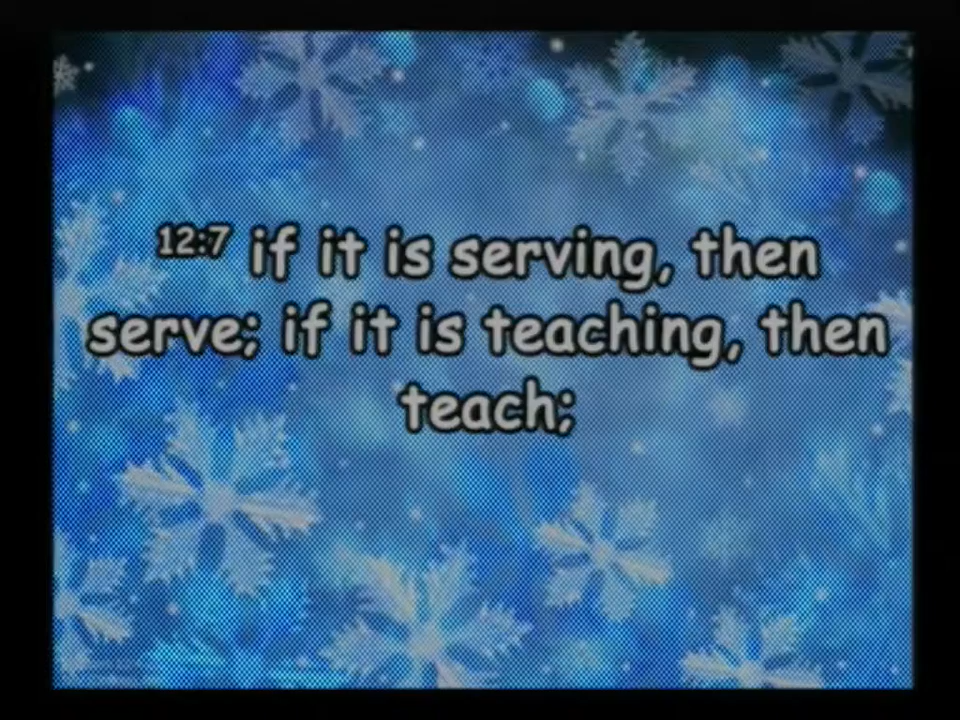 12:7 if it is serving, then
serve; if it is teaching, then
teach;